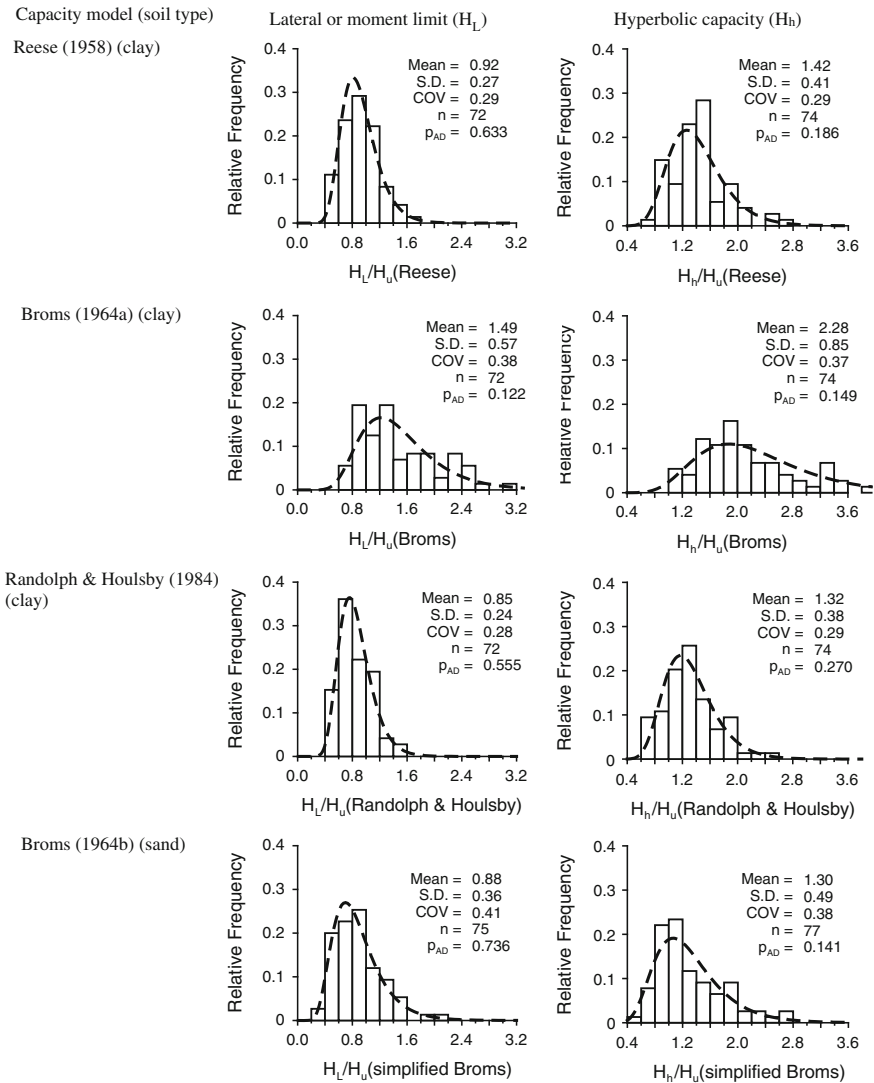 Capacity model (soil type)
Lateral or moment limit (H_L)
Hyperbolic capacity (Hh)
Reese (1958) (clay)
Relative Frequency
0.4
0.3
0.2
0.1
0
Mean = 0.92
S.D. = 0.27
COV = 0.29
n = 72
p_AD = 0.633
0.0 0.8 1.6 2.4 3.2
H_L/H_u(Reese)
Relative Frequency
0.4
0.3
0.2
0.1
0
Mean = 1.42
S.D. = 0.41
COV = 0.29
n = 74
p_AD = 0.186
0.4 1.2 2.0 2.8 3.6
H_h/H_u(Reese)
Broms (1964a) (clay)
Relative Frequency
0.4
0.3
0.2
0.1
0
Mean = 1.49
S.D. = 0.57
COV = 0.38
n = 72
p_AD = 0.122
0.0 0.8 1.6 2.4 3.2
H_L/H_u(Broms)
Relative Frequency
0.4
0.3
0.2
0.1
0
Mean = 2.28
S.D. = 0.85
COV = 0.37
n = 74
p_AD = 0.149
0.4 1.2 2.0 2.8 3.6
H_h/H_u(Broms)
Randolph & Houlsby (1984)
(clay)
Relative Frequency
0.4
0.3
0.2
0.1
0
Mean = 0.85
S.D. = 0.24
COV = 0.28
n = 72
p_AD = 0.555
0.0 0.8 1.6 2.4 3.2
H_L/H_u(Randolph & Houlsby)
Relative Frequency
0.4
0.3
0.2
0.1
0
Mean = 1.32
S.D. = 0.38
COV = 0.29
n = 74
p_AD = 0.270
0.4 1.2 2.0 2.8 3.6
H_h/H_u(Randolph & Houlsby)
Broms (1964b) (sand)
Relative Frequency
0.4
0.3
0.2
0.1
0
Mean = 0.88
S.D. = 0.36
COV = 0.41
n = 75
p_AD = 0.736
0.0 0.8 1.6 2.4 3.2
H_L/H_u(simplified Broms)
Relative Frequency
0.4
0.3
0.2
0.1
0
Mean = 1.30
S.D. = 0.49
COV = 0.38
n = 77
p_AD = 0.141
0.4 1.2 2.0 2.8 3.6
H_h/H_u(simplified Broms)